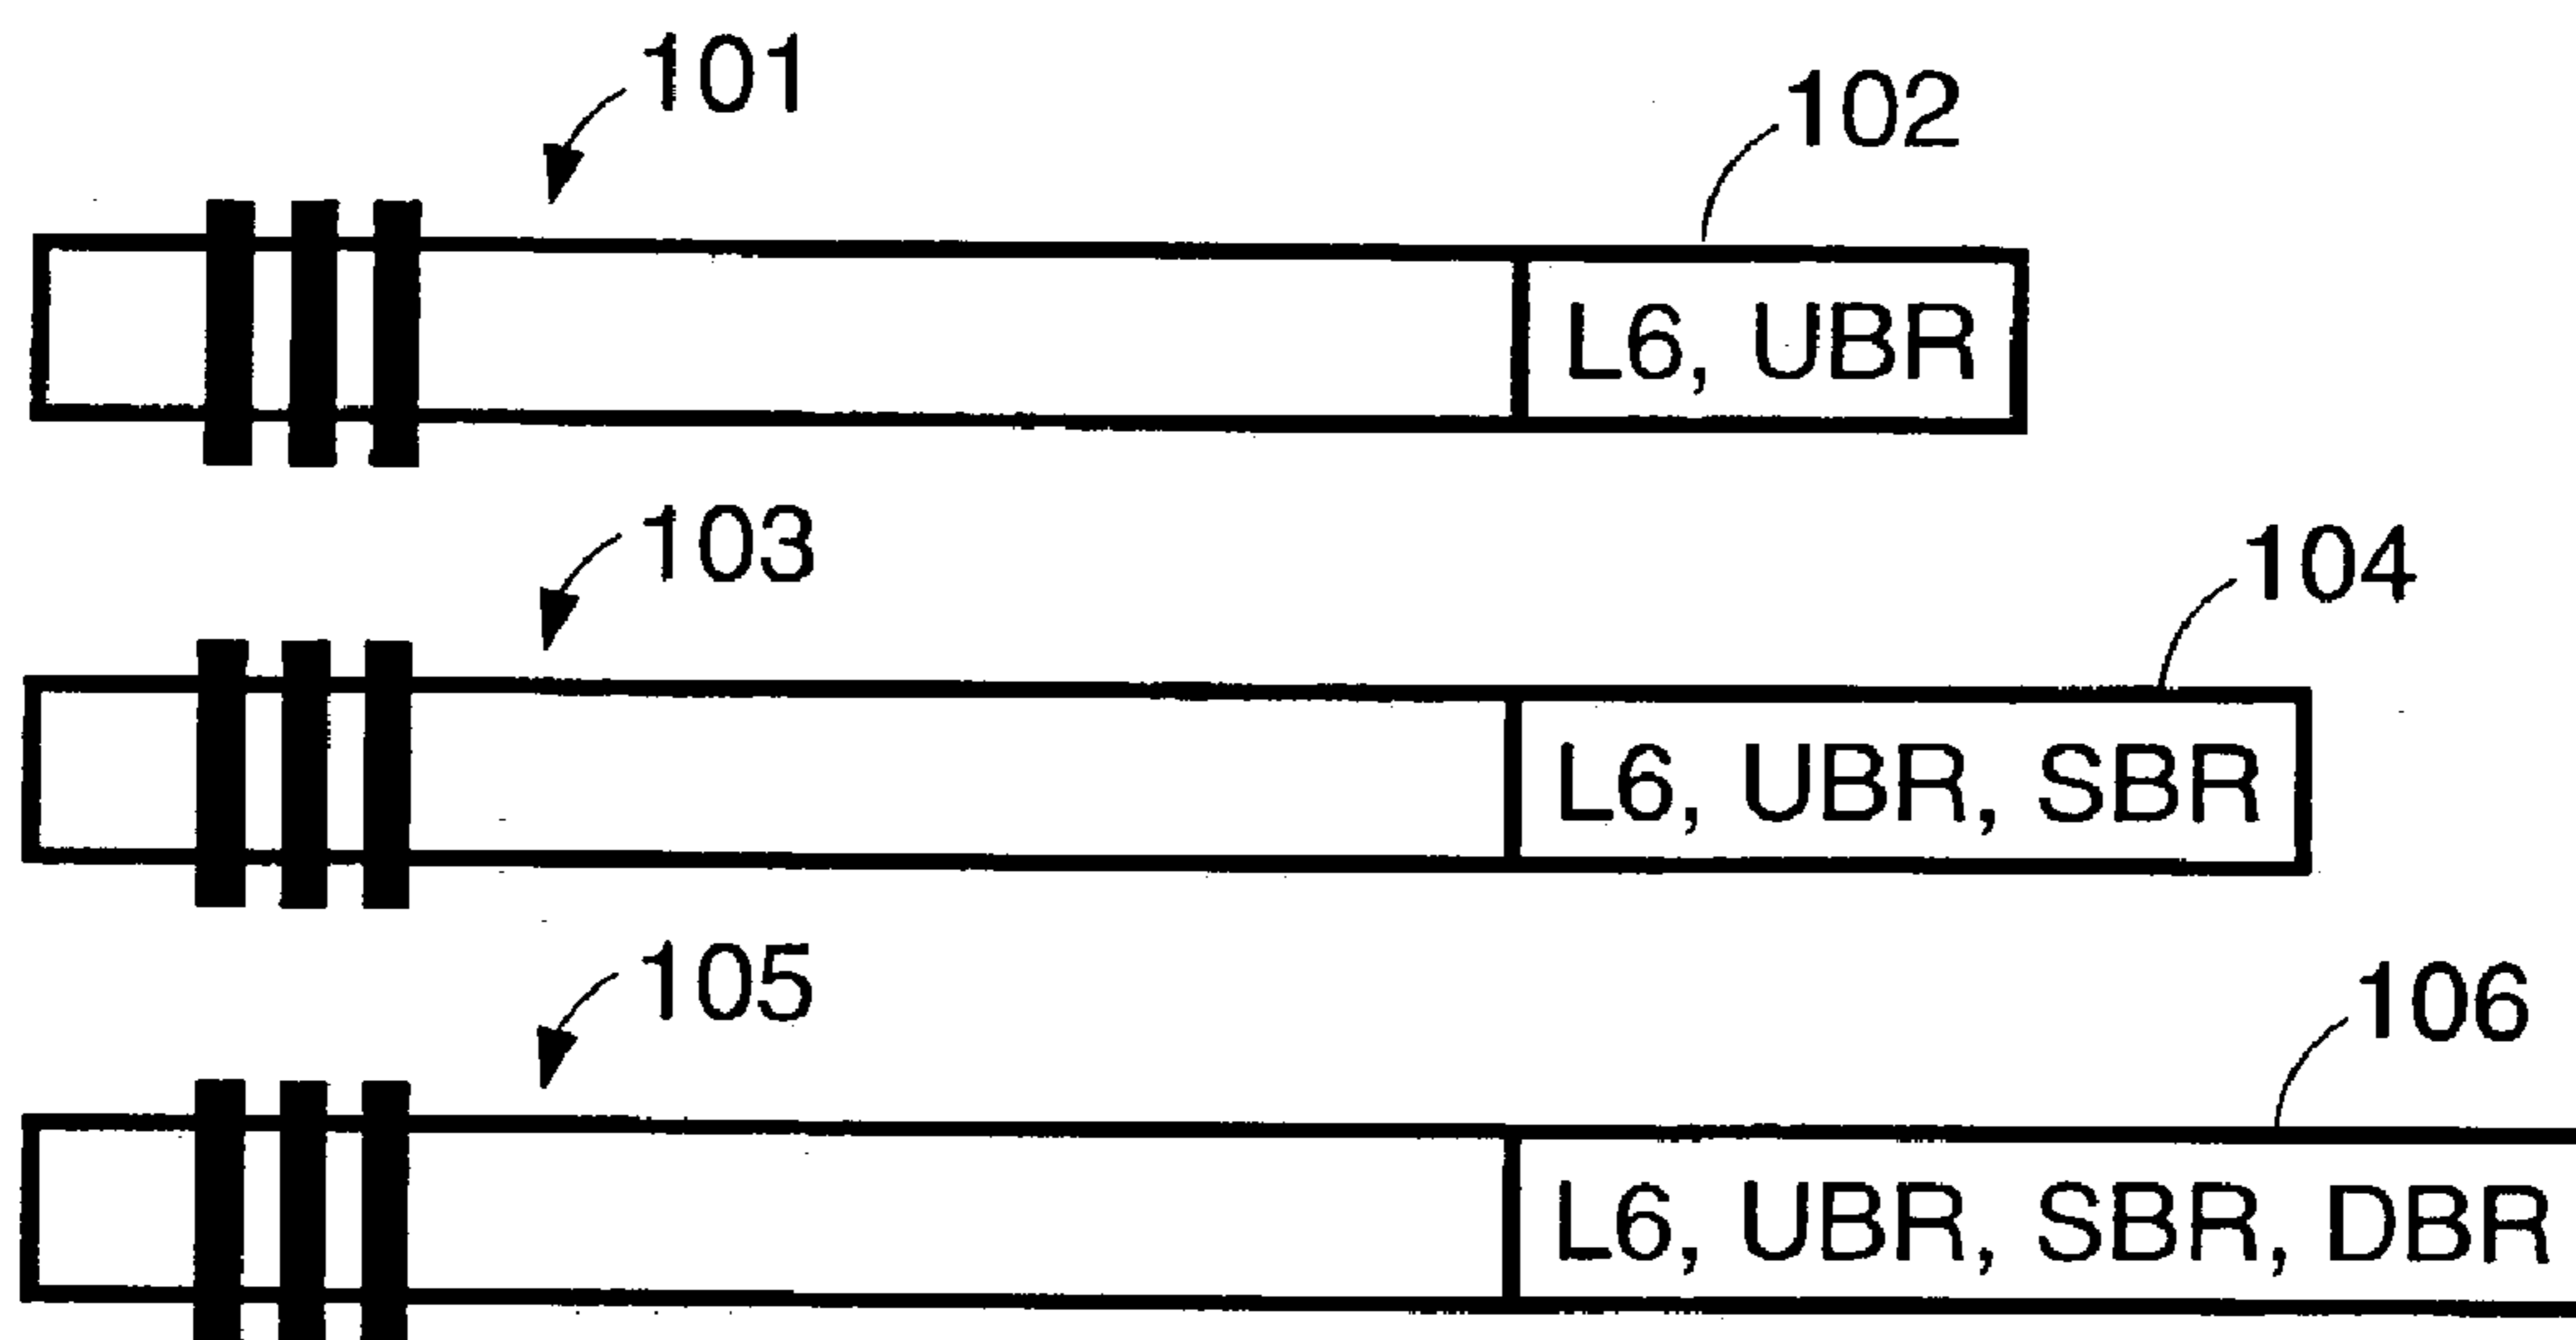 101
102
L6, UBR
103
104
L6, UBR, SBR
105
106
L6, UBR, SBR, DBR